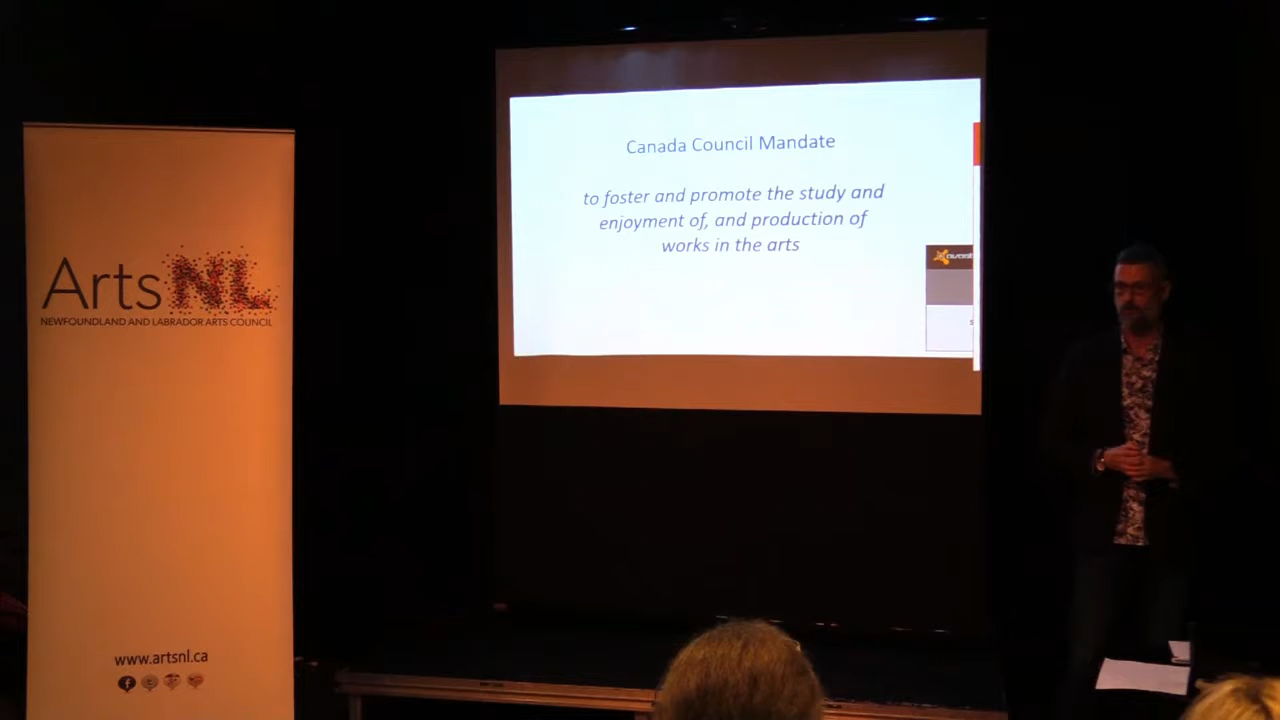 Arts NL
NEWFOUNDLAND AND LABRADOR ARTS COUNCIL
www.artsnl.ca
Canada Council Mandate
to foster and promote the study and
enjoyment of, and production of
works in the arts
avast